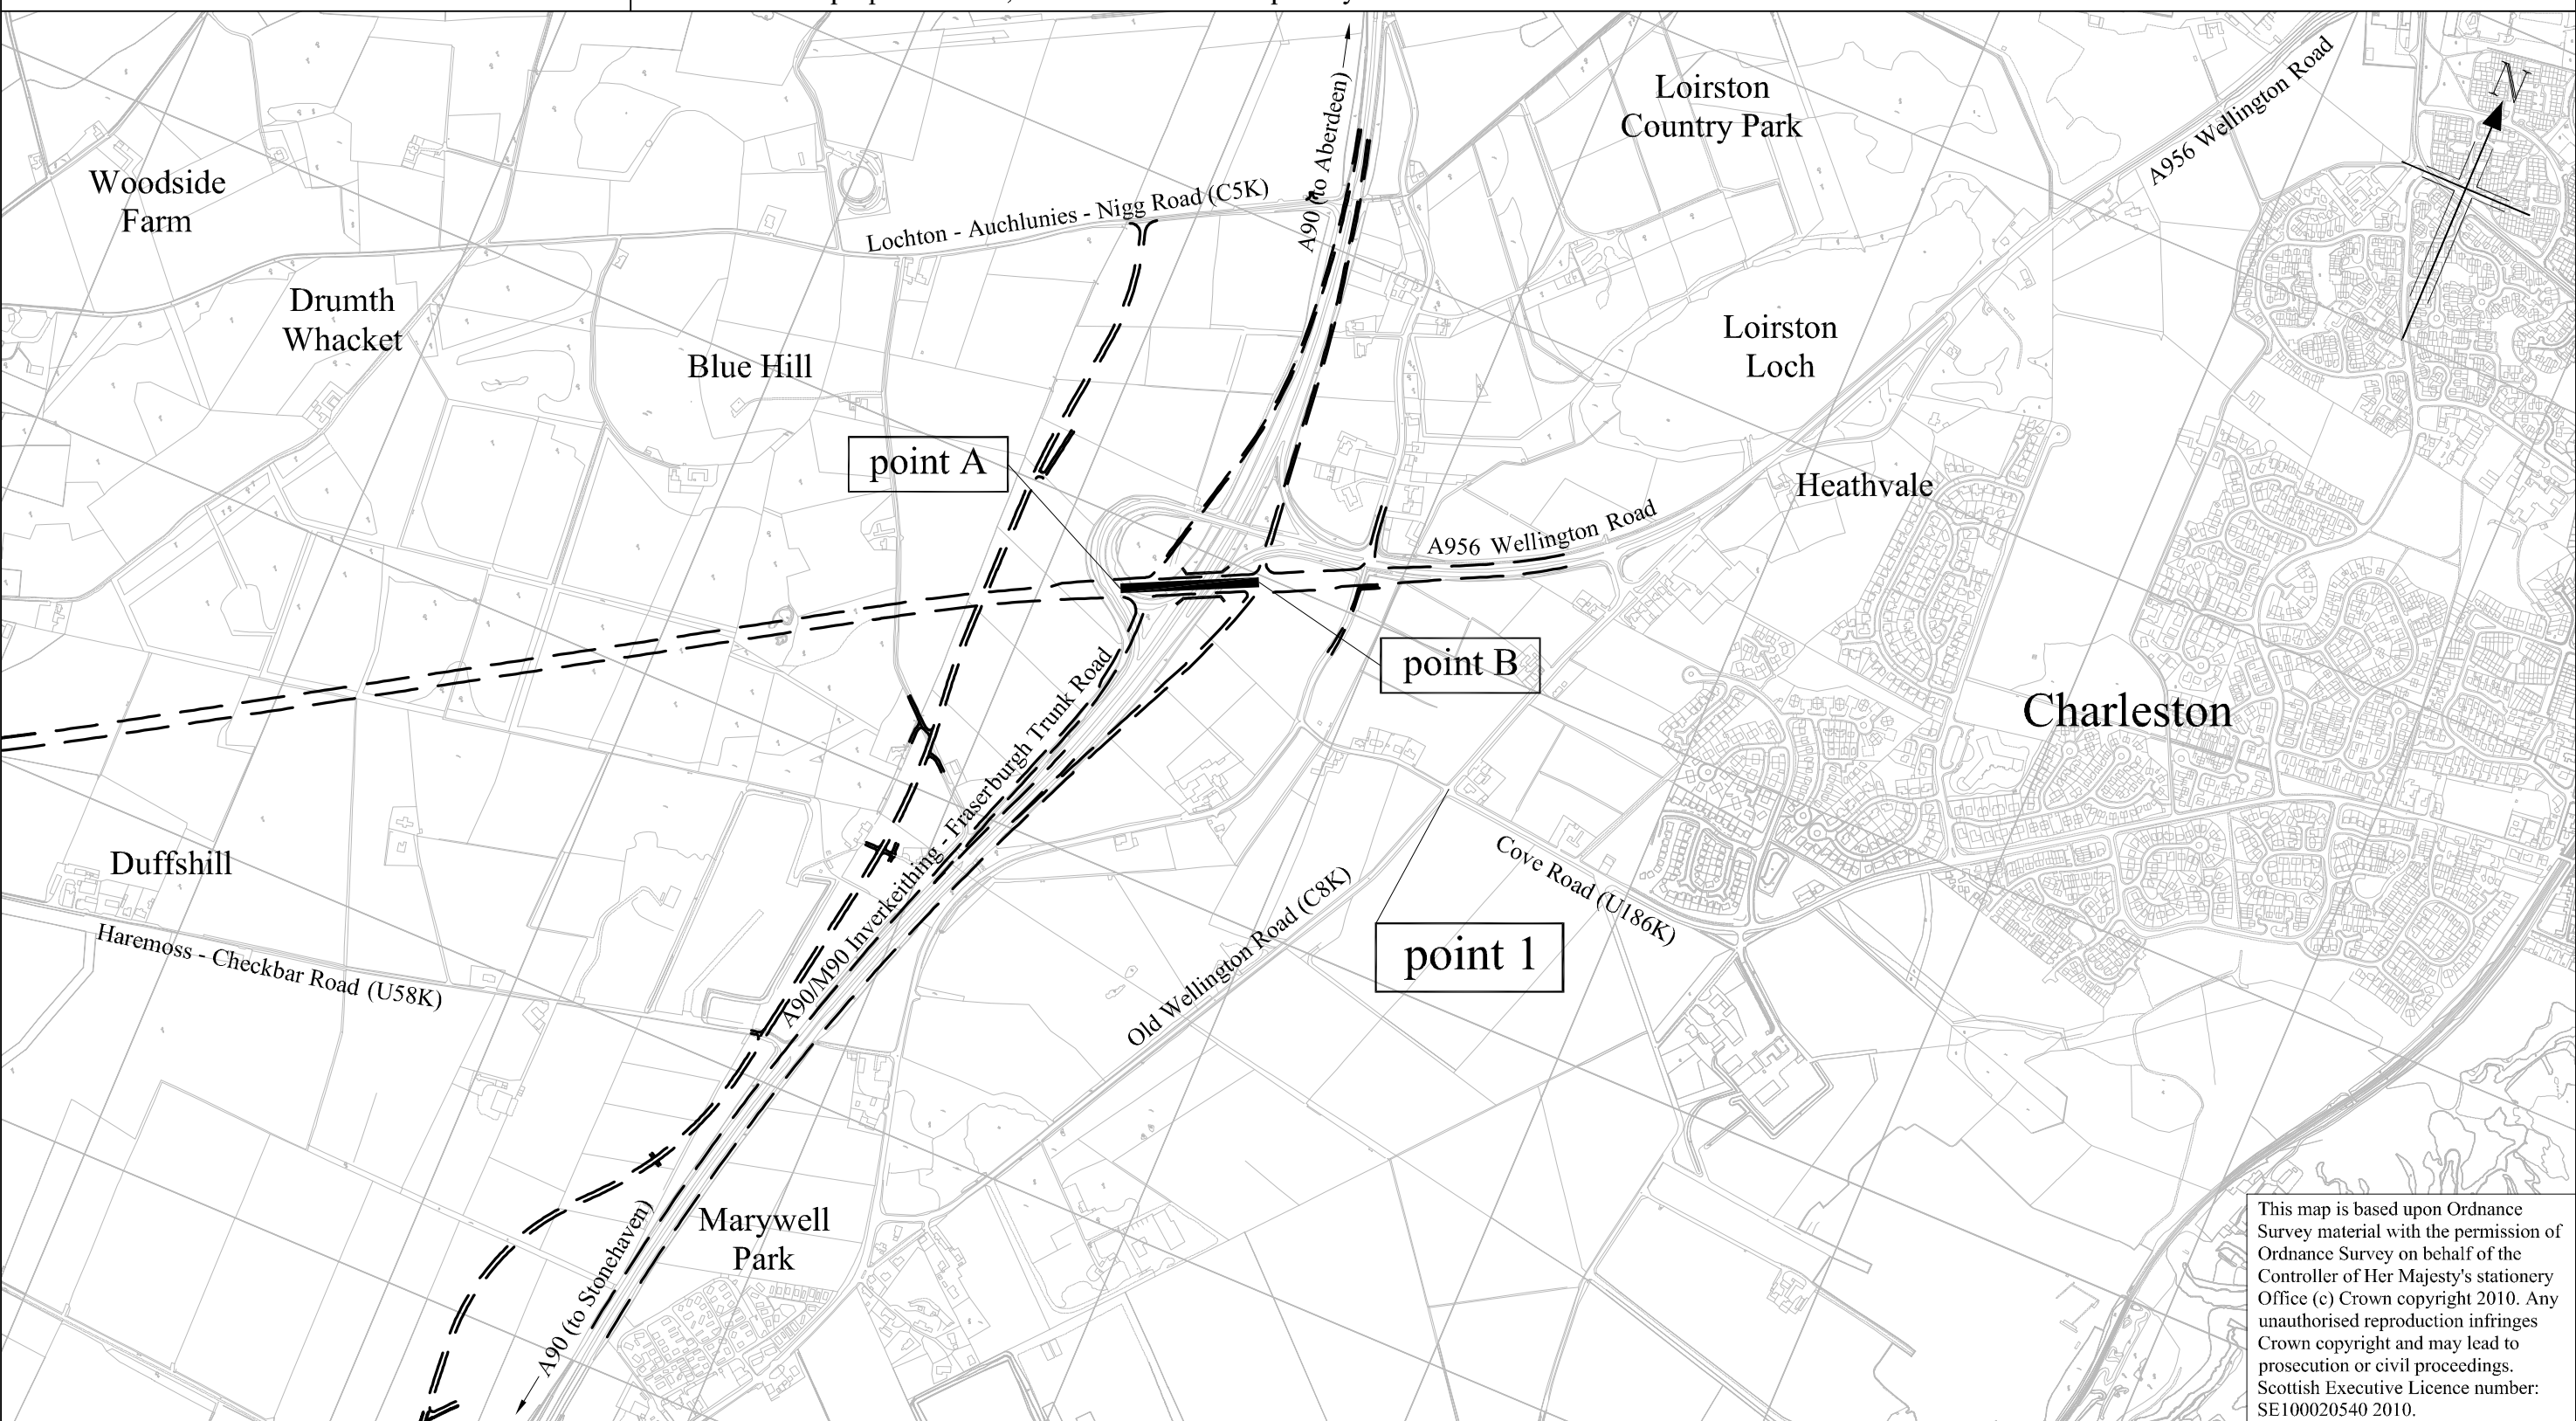 A90 (to Aberdeen)
Loirston
Country Park
A956 Wellington Road
N
Woodside
Farm
Lochton - Auchlunies - Nigg Road (C5K)
Drumth
Whacket
Blue Hill
Loirston
Loch
point A
Heathvale
A956 Wellington Road
point B
Charleston
A90/M90 Inverkeithing - Fraserburgh Trunk Road
Duffshill
Haremoss - Checkbar Road (U58K)
Cove Road (U186K)
Old Wellington Road (C8K)
point 1
Marywell
Park
A90 (to Stonehaven)
This map is based upon Ordnance
Survey material with the permission of
Ordnance Survey on behalf of the
Controller of Her Majesty's stationery
Office (c) Crown copyright 2010. Any
unauthorised reproduction infringes
Crown copyright and may lead to
prosecution or civil proceedings.
Scottish Executive Licence number:
SE100020540 2010.